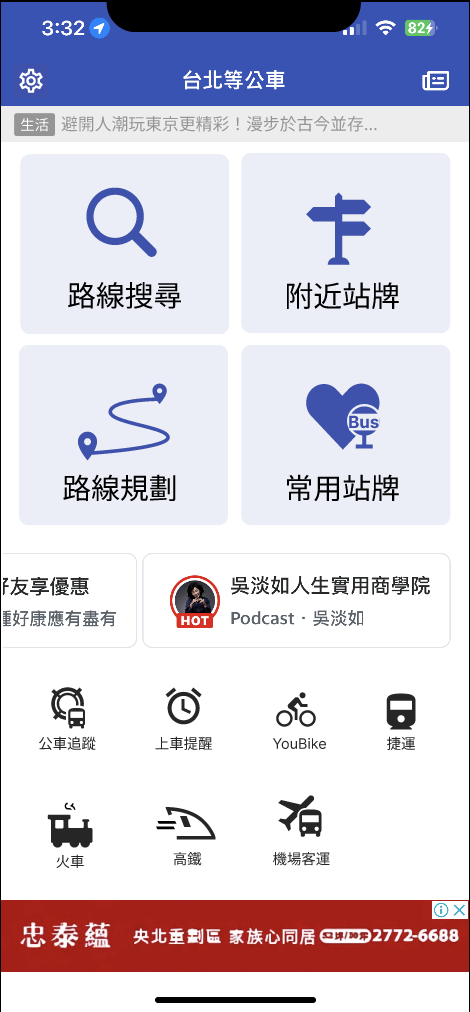 3:32
82
台北等公車
生活 避開人潮玩東京更精彩！漫步於古今並存...
路線搜尋
附近站牌
路線規劃
Bus
常用站牌
好友享優惠
種好康應有盡有
HOT
吳淡如人生實用商學院
Podcast · 吳淡如
公車追蹤
上車提醒
YouBike
捷運
火車
高鐵
機場客運
忠泰蘊 央北重劃區 家族心同居 2772-6688